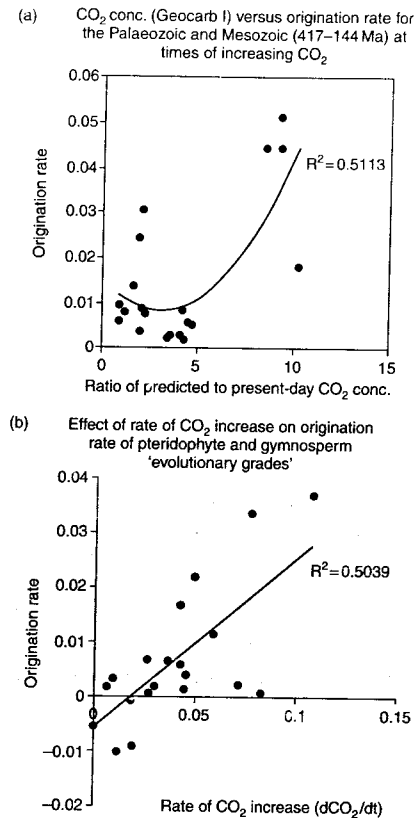 (a) CO2 conc. (Geocarb I) versus origination rate for
the Palaeozoic and Mesozoic (417–144 Ma) at
times of increasing CO2
0.06
0.05
0.04
0.03
0.02
0.01
0
Origination rate
R2=0.5113
0 5 10 15
Ratio of predicted to present-day CO2 conc.
(b) Effect of rate of CO2 increase on origination
rate of pteridophyte and gymnosperm
'evolutionary grades'
0.04
0.03
0.02
0.01
0
−0.01
−0.02
Origination rate
R2=0.5039
0 0.05 0.1 0.15
Rate of CO2 increase (dCO2/dt)